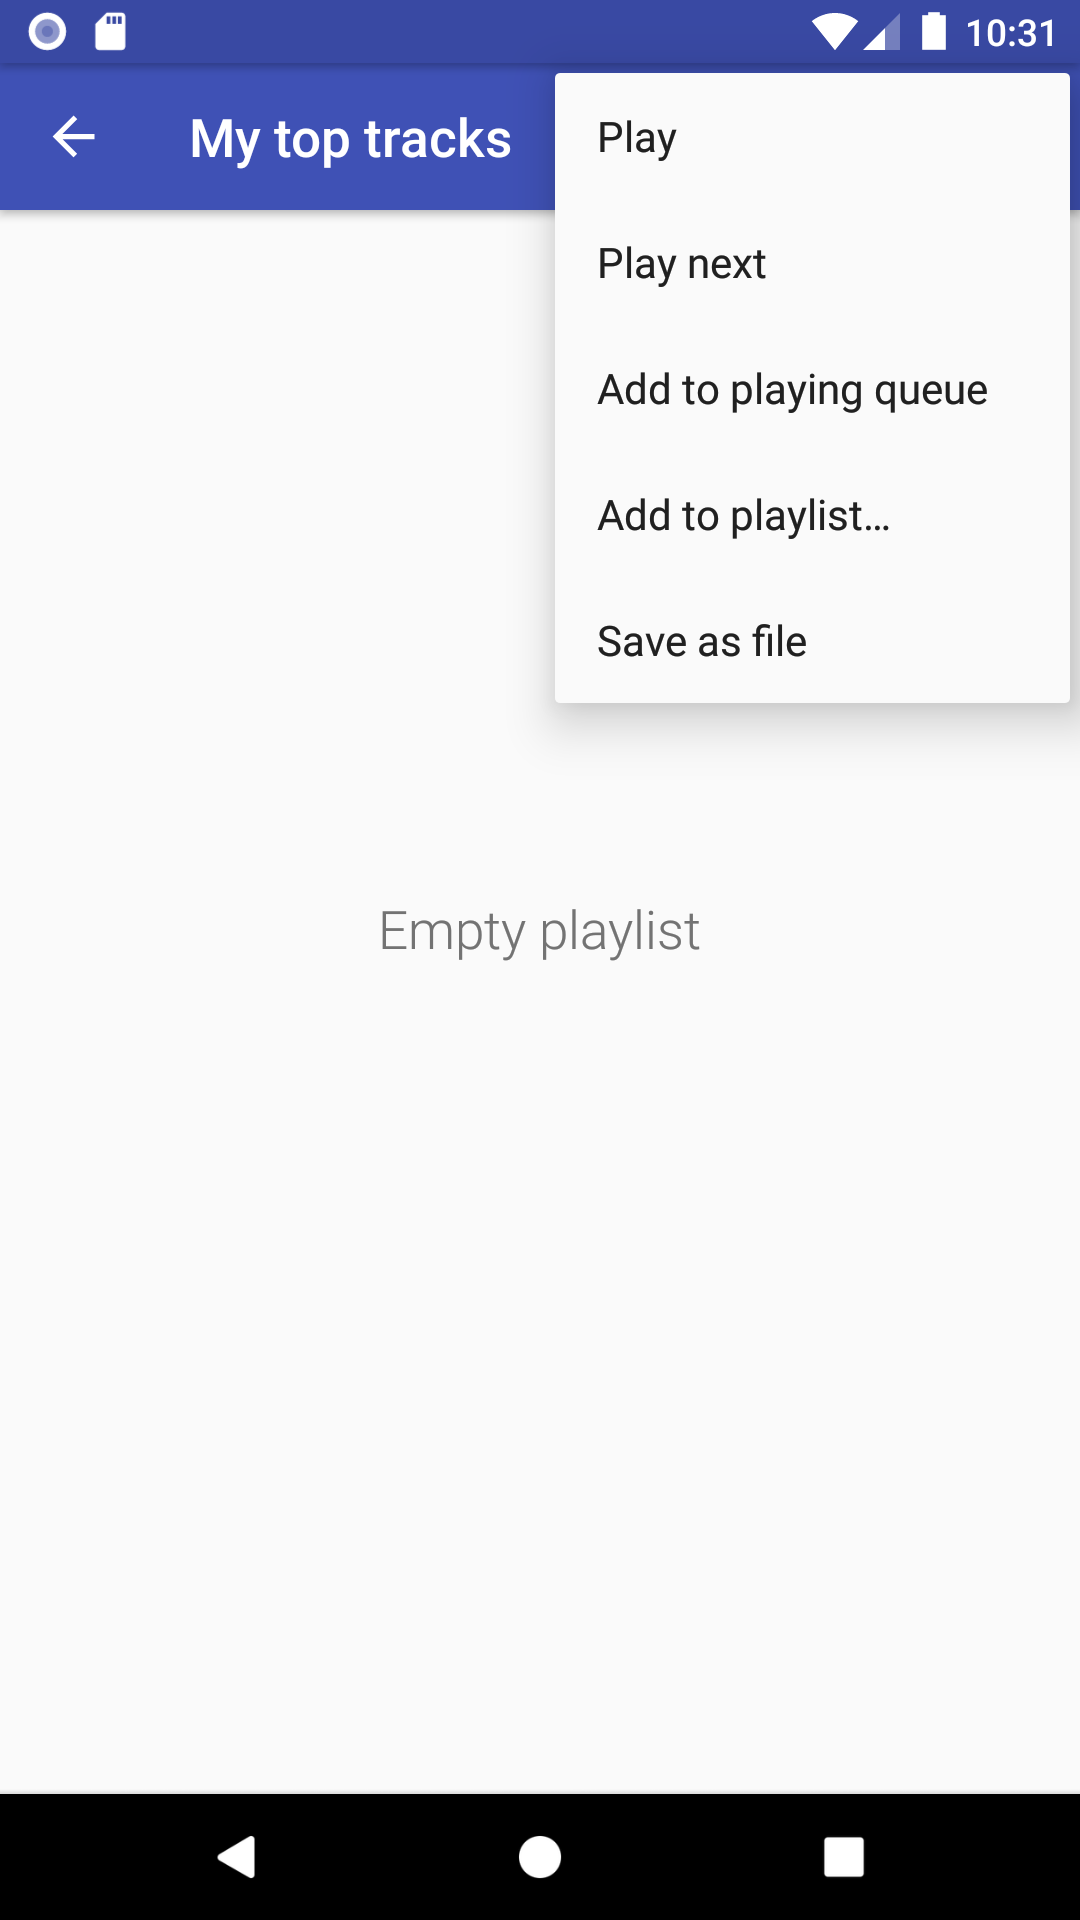 10:31
My top tracks
Play
Play next
Add to playing queue
Add to playlist…
Save as file
Empty playlist